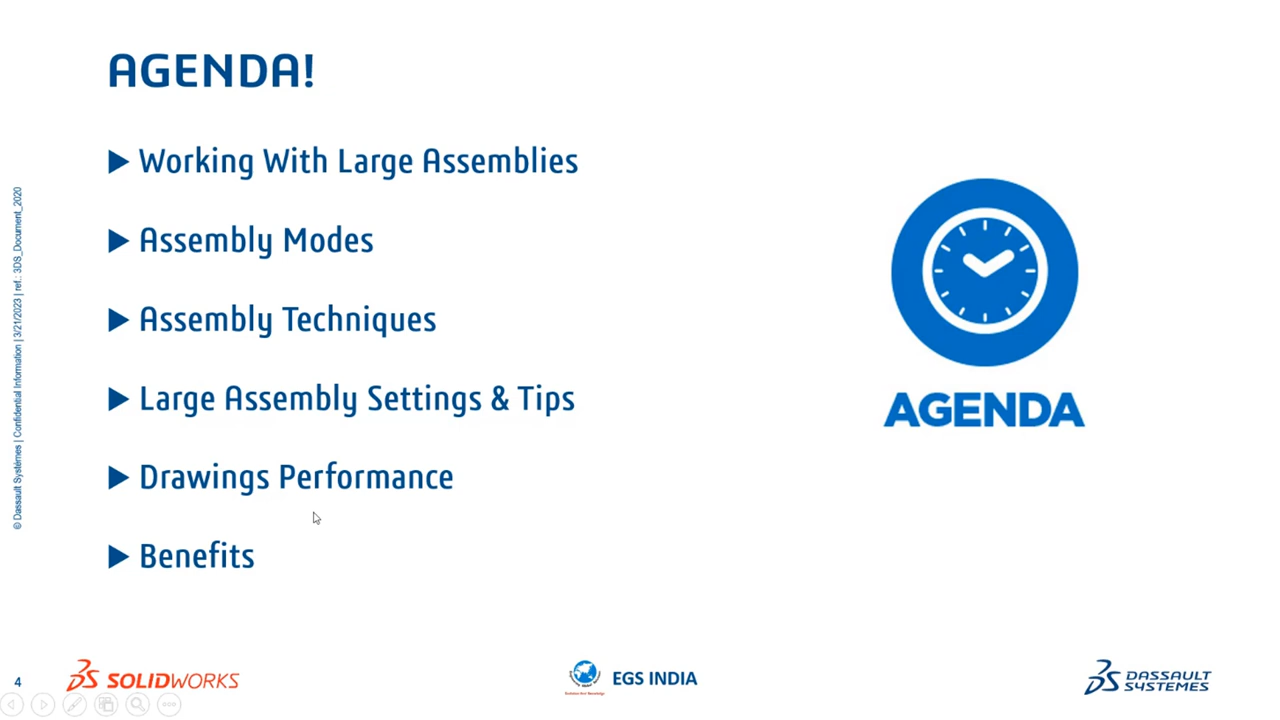 AGENDA!
Working With Large Assemblies
Assembly Modes
Assembly Techniques
Large Assembly Settings & Tips
Drawings Performance
Benefits
AGENDA
© Dassault Systèmes | Confidential Information | 3/21/2023 | ref.: 3DS_Document_2020
4
SOLIDWORKS
EGS INDIA
DASSAULT
SYSTEMES